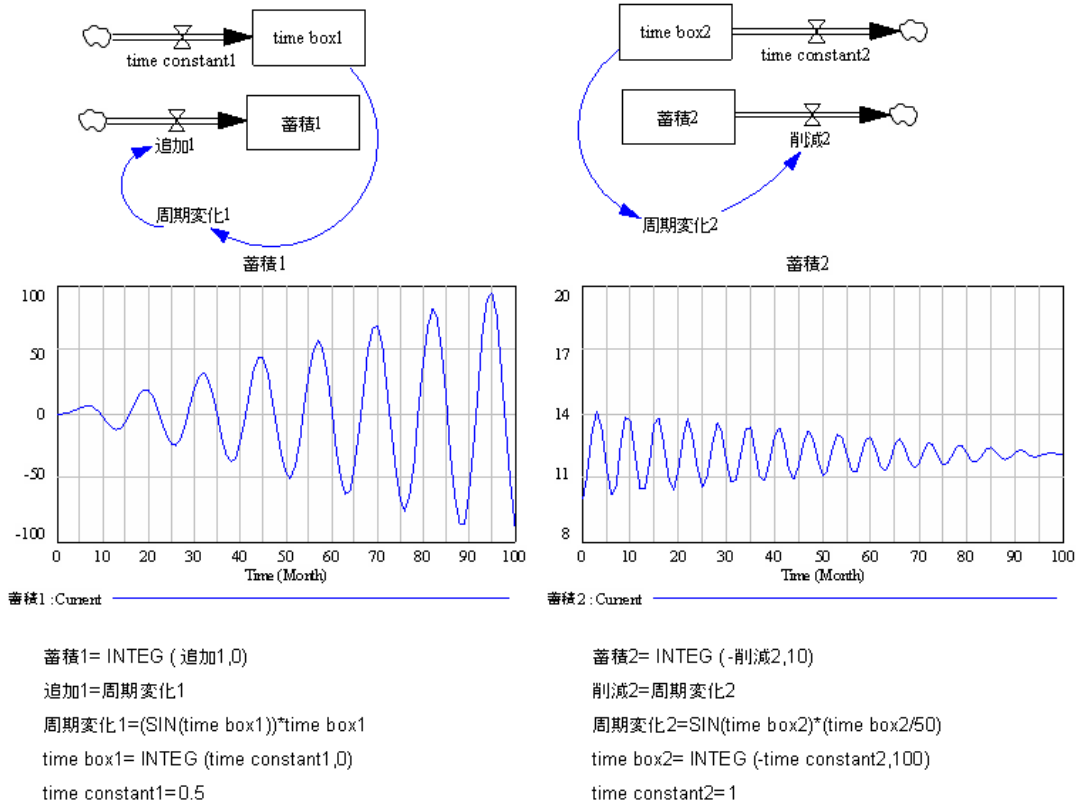 time box1
time constant1
蓄積1
追加1
周期変化1
time box2
time constant2
蓄積2
削減2
周期変化2
蓄積1
100
50
0
-50
-100
0 10 20 30 40 50 60 70 80 90 100
Time (Month)
蓄積1 : Current
蓄積2
20
17
14
11
8
0 10 20 30 40 50 60 70 80 90 100
Time (Month)
蓄積2 : Current
蓄積1= INTEG ( 追加1,0)
追加1=周期変化1
周期変化1=(SIN(time box1))*time box1
time box1= INTEG (time constant1,0)
time constant1=0.5
蓄積2= INTEG (-削減2,10)
削減2=周期変化2
周期変化2=SIN(time box2)*(time box2/50)
time box2= INTEG (-time constant2,100)
time constant2=1